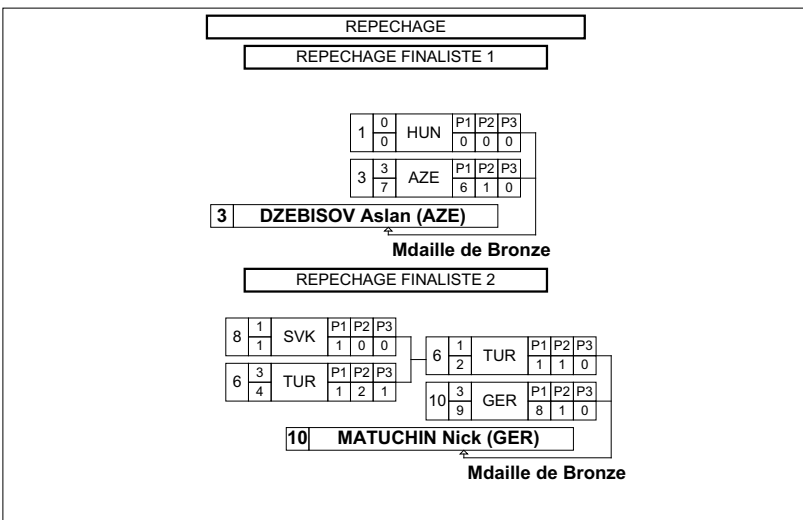 REPECHAGE
REPECHAGE FINALISTE 1
1 0 HUN P1 P2 P3
0 0 0 0
3 3 AZE P1 P2 P3
7 6 1 0
3 DZEBISOV Aslan (AZE)
Mdaille de Bronze
REPECHAGE FINALISTE 2
8 1 SVK P1 P2 P3
1 1 0 0
6 3 TUR P1 P2 P3
4 1 2 1
6 1 TUR P1 P2 P3
2 1 1 0
10 3 GER P1 P2 P3
9 8 1 0
10 MATUCHIN Nick (GER)
Mdaille de Bronze